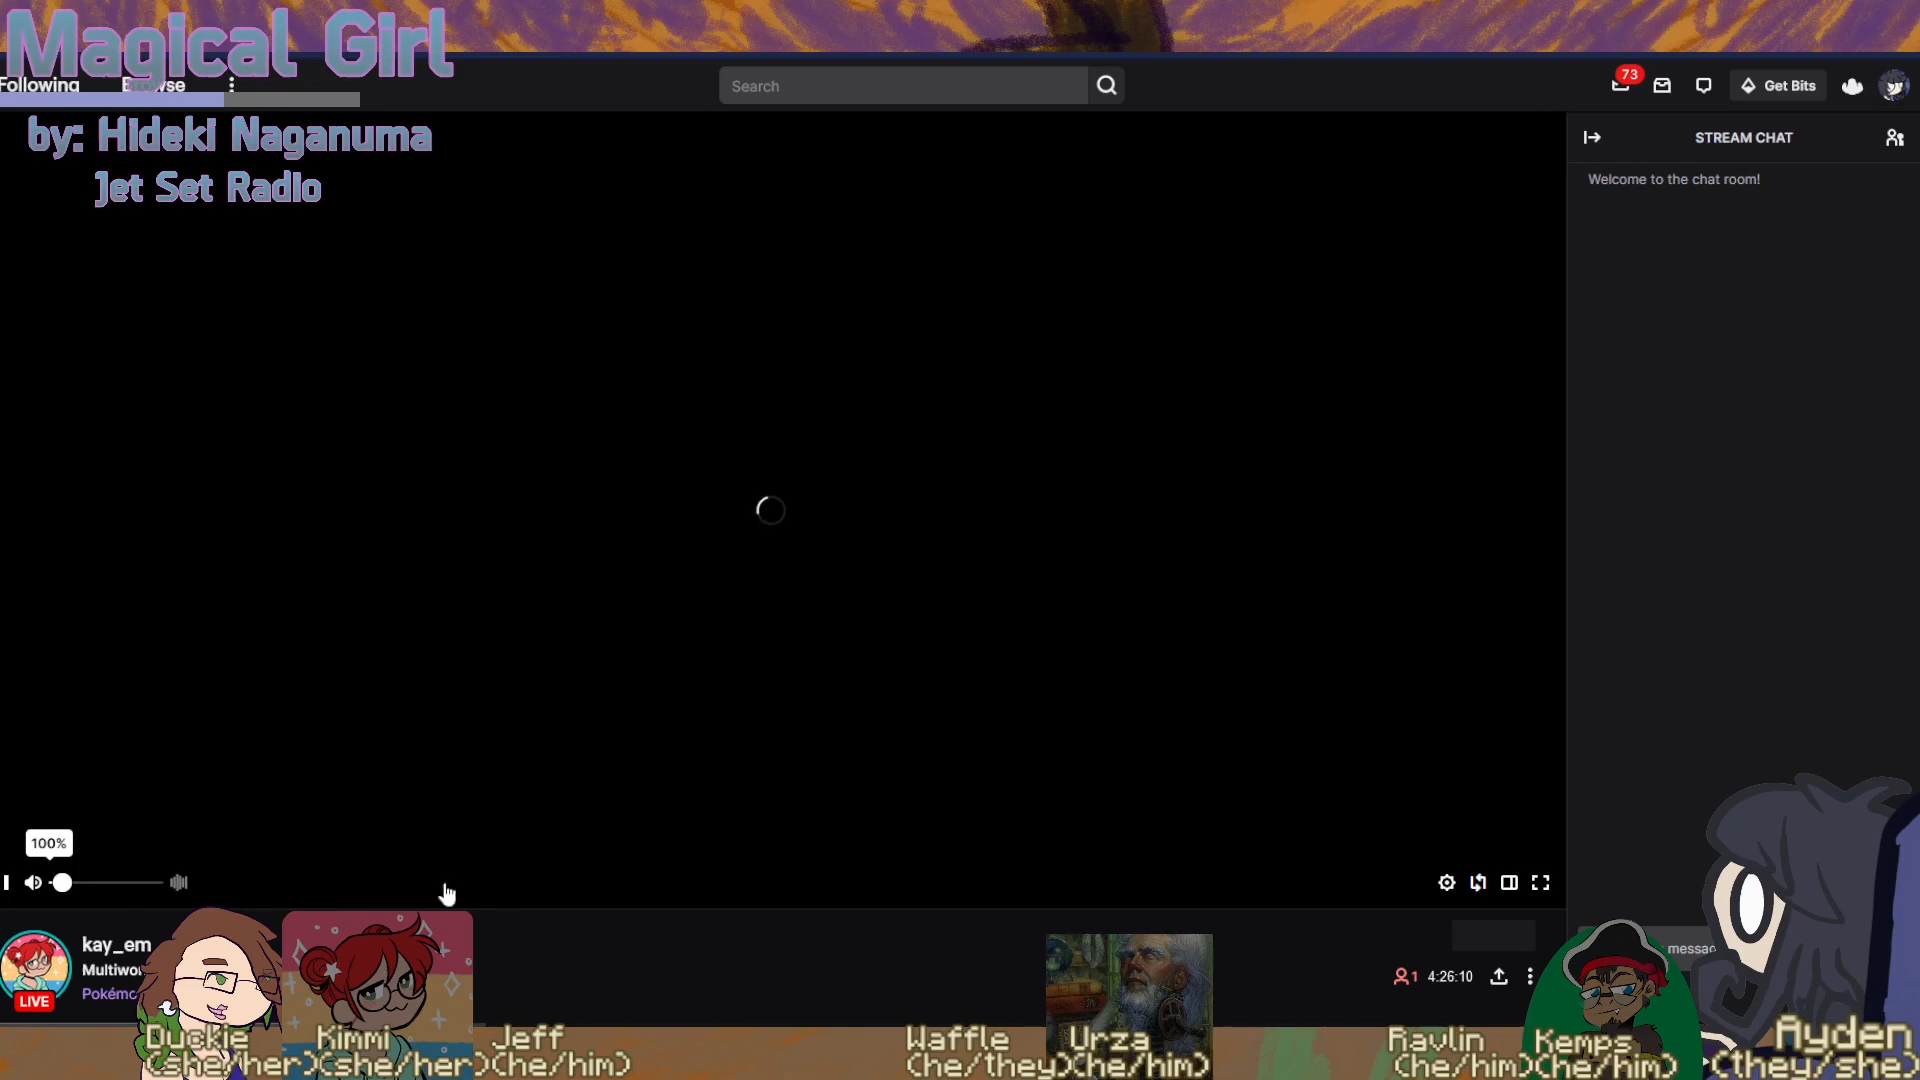 Magical Girl
Following
Browse
by: Hideki Naganuma
Jet Set Radio
Search
73
Get Bits
STREAM CHAT
Welcome to the chat room!
100%
kay_em
LIVE
1
4:26:10
Duckie
(she/her)
Kimmi
(she/her)
Jeff
(he/him)
Waffle
(he/they)
Urza
(he/him)
Ravlin
(he/him)
Kemps
(he/him)
Ayden
(they/she)